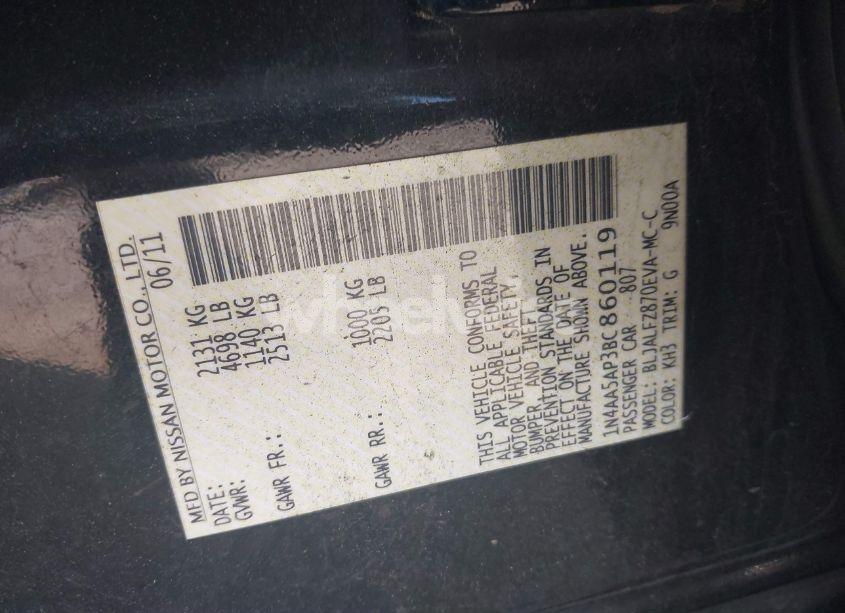 MFD BY NISSAN MOTOR CO., LTD.
DATE: 06/11
GVWR: 2131 KG
4698 LB
GAWR FR.: 1140 KG
2513 LB
GAWR RR.: 1000 KG
2205 LB
THIS VEHICLE CONFORMS TO
ALL APPLICABLE FEDERAL
MOTOR VEHICLE SAFETY,
BUMPER, AND THEFT
PREVENTION STANDARDS IN
EFFECT ON THE DATE OF
MANUFACTURE SHOWN ABOVE.
1N4AA5AP3BC860119
PASSENGER CAR 807
MODEL: BLJALFZ870EVA-MC-C
COLOR: KH3 TRIM: G 9N00A